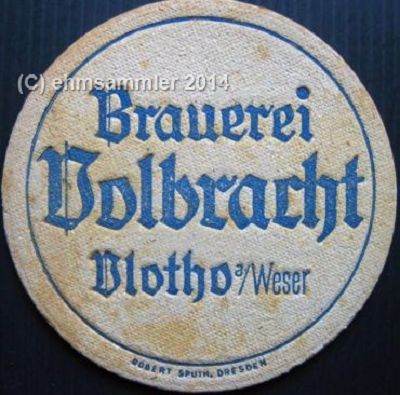 (C) ehmsammler 2014
Brauerei
Volbracht
Vlotho a/Weser
ROBERT SPUTH, DRESDEN